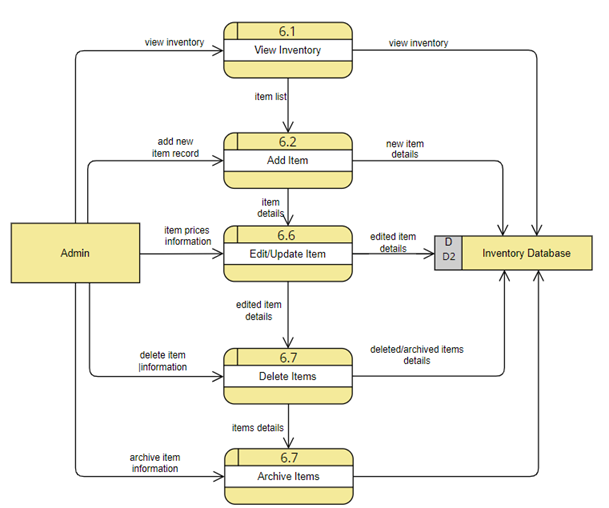 6.1
view inventory
View Inventory
view inventory
item list
add new
item record
6.2
Add Item
new item
details
item
details
item prices
information
6.6
Edit/Update Item
edited item
details
Admin
D
D2
Inventory Database
edited item
details
delete item
|information
6.7
Delete Items
deleted/archived items
details
items details
archive item
information
6.7
Archive Items